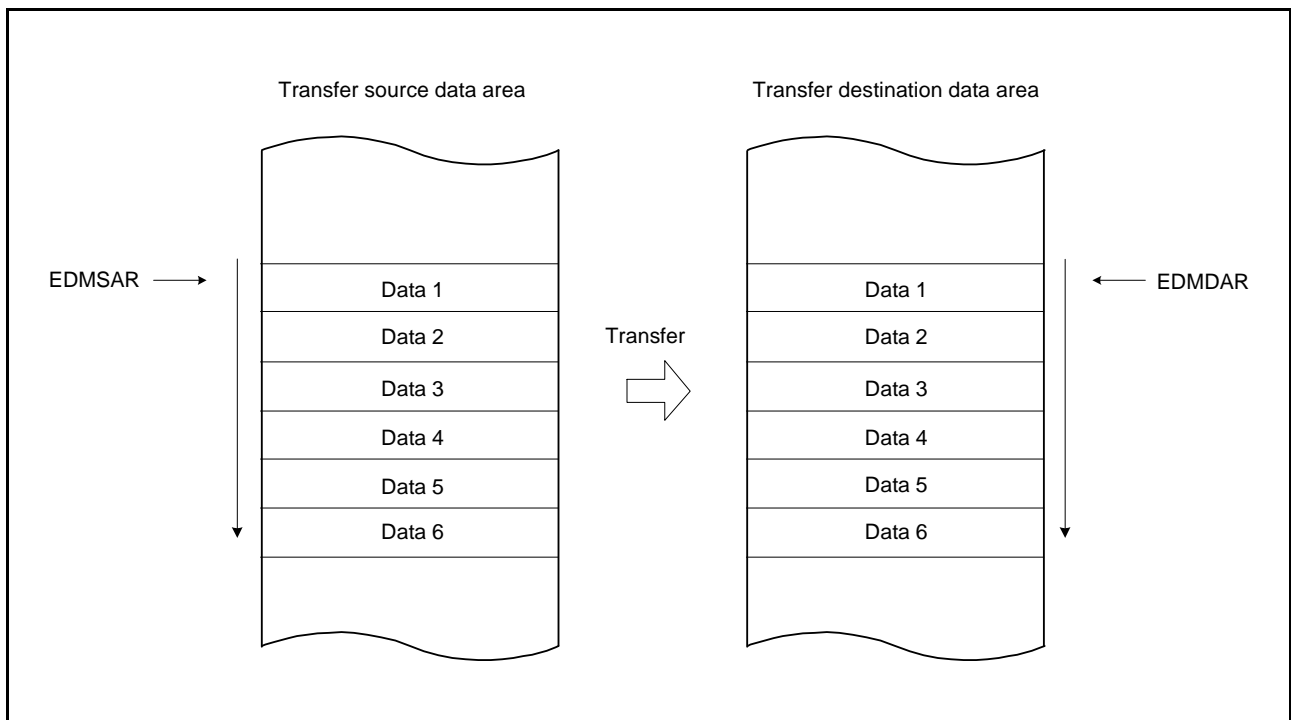 Transfer source data area
Transfer destination data area
EDMSAR
Data 1
Data 2
Data 3
Data 4
Data 5
Data 6
Transfer
Data 1
Data 2
Data 3
Data 4
Data 5
Data 6
EDMDAR